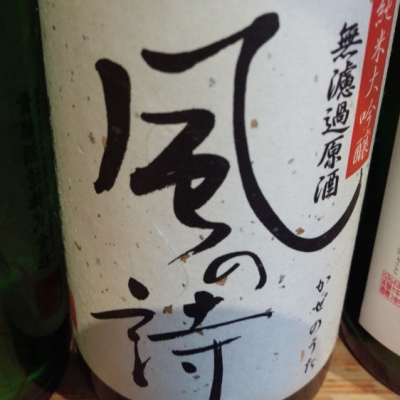 純米大吟醸
無濾過原酒
風の詩
かぜのうた